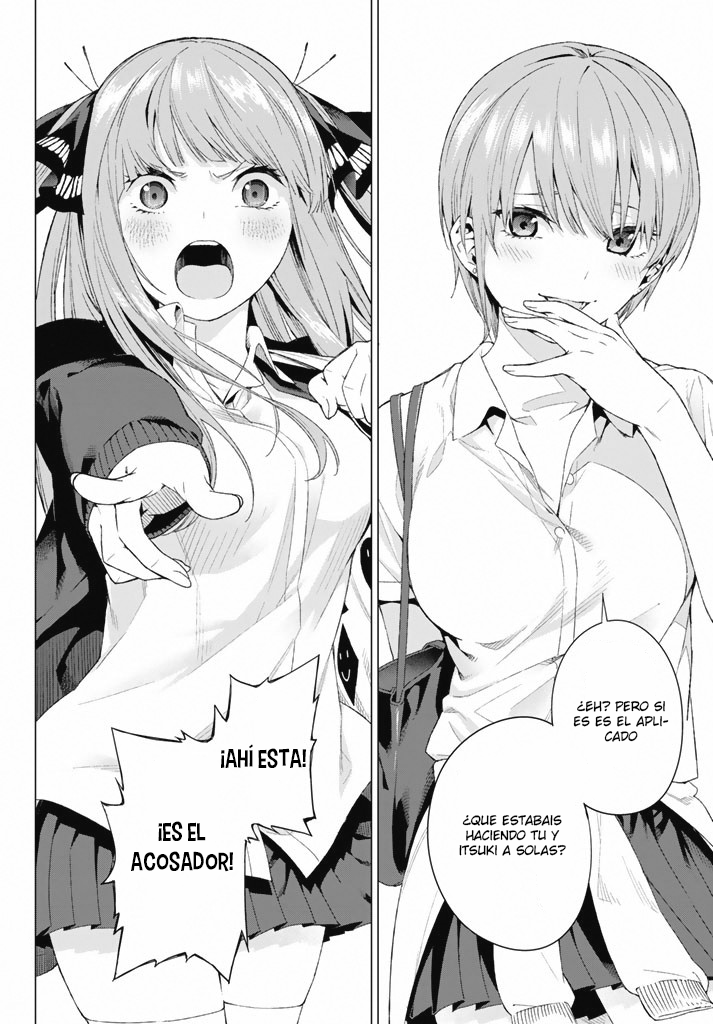 ¿EH? PERO SI
ES ES EL APLI-
CADO
¿QUE ESTABAIS
HACIENDO TU Y
ITSUKI A SOLAS?
¡AHÍ ESTA!
¡ES EL
ACOSADOR!